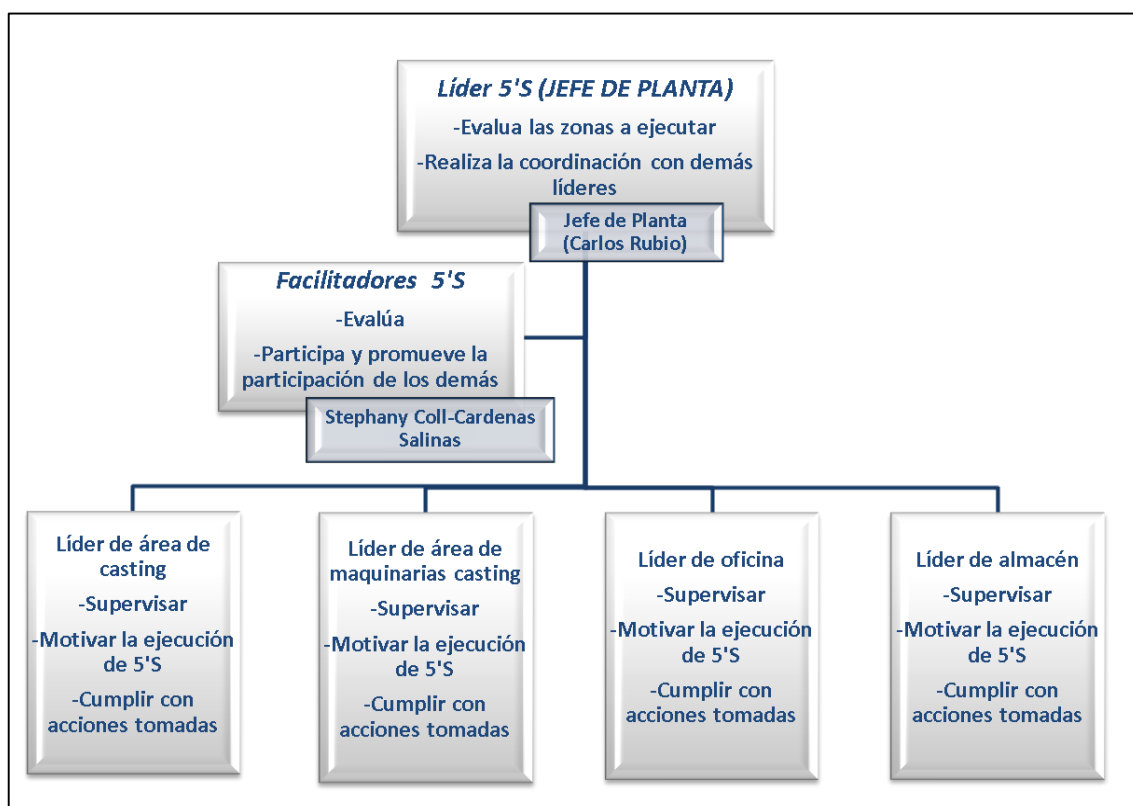 Líder 5'S (JEFE DE PLANTA)
-Evalua las zonas a ejecutar
-Realiza la coordinación con demás
líderes
Jefe de Planta
(Carlos Rubio)
Facilitadores 5'S
-Evalúa
-Participa y promueve la
participación de los demás
Stephany Coll-Cardenas
Salinas
Líder de área de
casting
-Supervisar
-Motivar la ejecución
de 5'S
-Cumplir con
acciones tomadas
Líder de área de
maquinarias casting
-Supervisar
-Motivar la ejecución
de 5'S
-Cumplir con
acciones tomadas
Líder de oficina
-Supervisar
-Motivar la ejecución
de 5'S
-Cumplir con
acciones tomadas
Líder de almacén
-Supervisar
-Motivar la ejecución
de 5'S
-Cumplir con
acciones tomadas